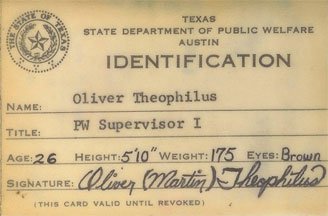 THE STATE OF TEXAS
TEXAS
STATE DEPARTMENT OF PUBLIC WELFARE
AUSTIN
IDENTIFICATION
NAME: Oliver Theophilus
TITLE: PW Supervisor I
AGE: 26 HEIGHT: 5'10" WEIGHT: 175 EYES: Brown
SIGNATURE: Oliver (Martin) Theophilus
(THIS CARD VALID UNTIL REVOKED)